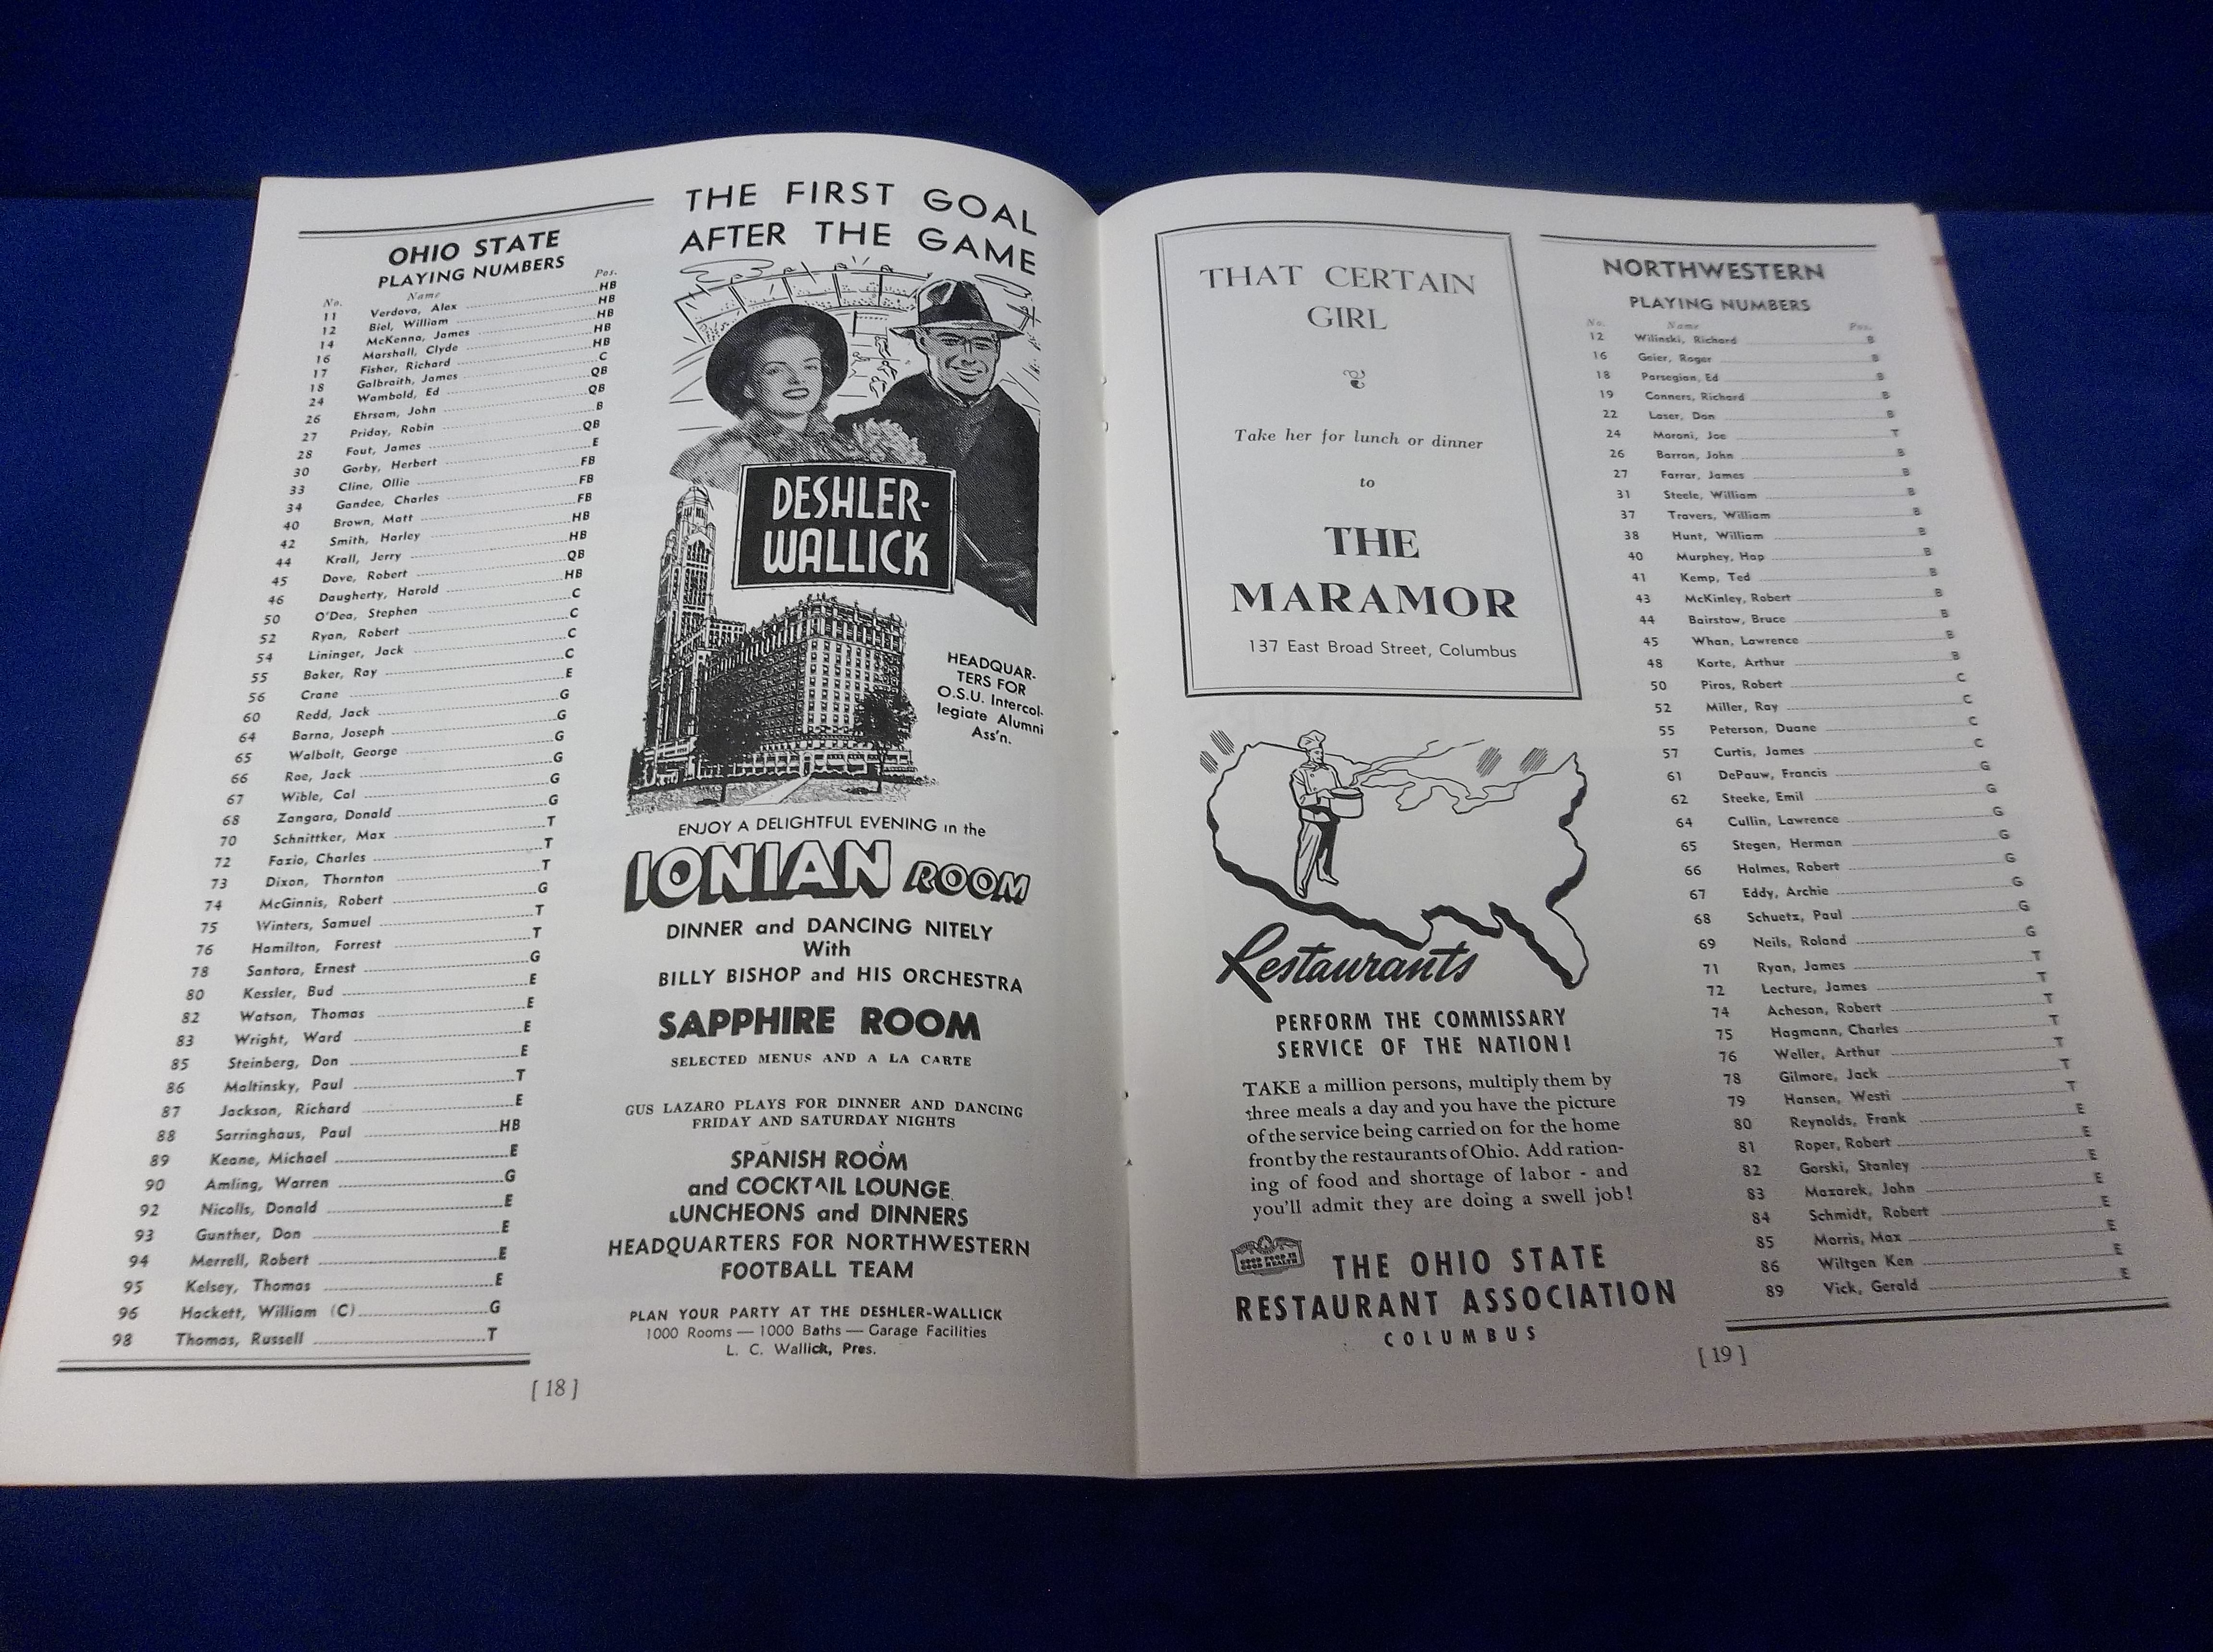 OHIO STATE
PLAYING NUMBERS
No. Name Pos.
11 Verdova, Alex HB
12 Biel, William HB
14 McKenna, James HB
16 Marshall, Clyde HB
17 Fisher, Richard HB
18 Galbraith, James C
24 Wambold, Ed QB
26 Ehrsam, John QB
27 Priday, Robin B
28 Fout, James QB
30 Gorby, Herbert E
33 Cline, Ollie FB
34 Gandee, Charles FB
40 Brown, Matt FB
42 Smith, Harley HB
44 Krall, Jerry HB
45 Dove, Robert QB
46 Daugherty, Harold HB
50 O'Dea, Stephen C
52 Ryan, Robert C
54 Lininger, Jack C
55 Baker, Ray C
56 Crane E
60 Redd, Jack G
64 Barna, Joseph G
65 Walbolt, George G
66 Roe, Jack G
67 Wible, Cal G
68 Zangara, Donald G
70 Schnittker, Max T
72 Fazio, Charles T
73 Dixon, Thornton T
74 McGinnis, Robert G
75 Winters, Samuel T
76 Hamilton, Forrest T
78 Santora, Ernest G
80 Kessler, Bud E
82 Watson, Thomas E
83 Wright, Ward E
85 Steinberg, Don E
86 Maltinsky, Paul T
87 Jackson, Richard E
88 Sarringhaus, Paul HB
89 Keane, Michael E
90 Amling, Warren G
92 Nicolls, Donald E
93 Gunther, Don E
94 Merrell, Robert E
95 Kelsey, Thomas E
96 Hackett, William (C) G
98 Thomas, Russell T
[ 18 ]
THE FIRST GOAL
AFTER THE GAME
DESHLER-
WALLICK
HEADQUAR-
TERS FOR
O.S.U. Intercol-
legiate Alumni
Ass'n.
ENJOY A DELIGHTFUL EVENING in the
IONIAN ROOM
DINNER and DANCING NITELY
With
BILLY BISHOP and HIS ORCHESTRA
SAPPHIRE ROOM
SELECTED MENUS AND A LA CARTE
GUS LAZARO PLAYS FOR DINNER AND DANCING
FRIDAY AND SATURDAY NIGHTS
SPANISH ROOM
and COCKTAIL LOUNGE
LUNCHEONS and DINNERS
HEADQUARTERS FOR NORTHWESTERN
FOOTBALL TEAM
PLAN YOUR PARTY AT THE DESHLER-WALLICK
1000 Rooms — 1000 Baths — Garage Facilities
L. C. Wallick, Pres.
THAT CERTAIN
GIRL
Take her for lunch or dinner
to
THE
MARAMOR
137 East Broad Street, Columbus
Restaurants
PERFORM THE COMMISSARY
SERVICE OF THE NATION!
TAKE a million persons, multiply them by
three meals a day and you have the picture
of the service being carried on for the home
front by the restaurants of Ohio. Add ration-
ing of food and shortage of labor - and
you'll admit they are doing a swell job!
GOOD FOOD IS
GOOD HEALTH
THE OHIO STATE
RESTAURANT ASSOCIATION
COLUMBUS
NORTHWESTERN
PLAYING NUMBERS
No. Name Pos.
12 Wilinski, Richard B
16 Geier, Roger B
18 Parsegian, Ed B
19 Conners, Richard B
22 Laser, Don B
24 Moroni, Joe T
26 Barron, John B
27 Farrar, James B
31 Steele, William B
37 Travers, William B
38 Hunt, William B
40 Murphey, Hap B
41 Kemp, Ted B
43 McKinley, Robert B
44 Bairstow, Bruce B
45 Whan, Lawrence B
48 Korte, Arthur B
50 Piros, Robert C
52 Miller, Ray C
55 Peterson, Duane C
57 Curtis, James C
61 DePauw, Francis G
62 Steeke, Emil G
64 Cullin, Lawrence G
65 Stegen, Herman G
66 Holmes, Robert G
67 Eddy, Archie G
68 Schuetz, Paul G
69 Neils, Roland G
71 Ryan, James T
72 Lecture, James T
74 Acheson, Robert T
75 Hagmann, Charles T
76 Weller, Arthur T
78 Gilmore, Jack T
79 Hansen, Westi T
80 Reynolds, Frank E
81 Roper, Robert E
82 Gorski, Stanley E
83 Mazarek, John E
84 Schmidt, Robert E
85 Morris, Max E
86 Wiltgen Ken E
89 Vick, Gerald E
[ 19 ]